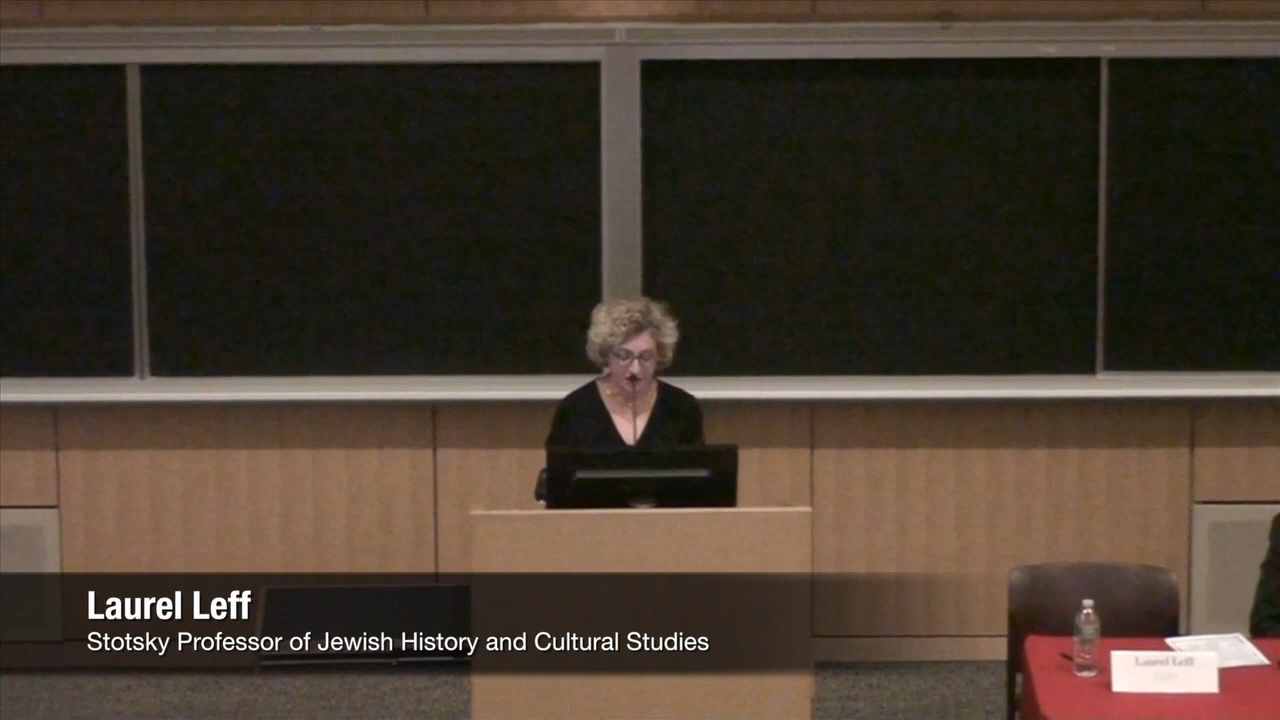 Laurel Leff
Stotsky Professor of Jewish History and Cultural Studies
Laurel Leff